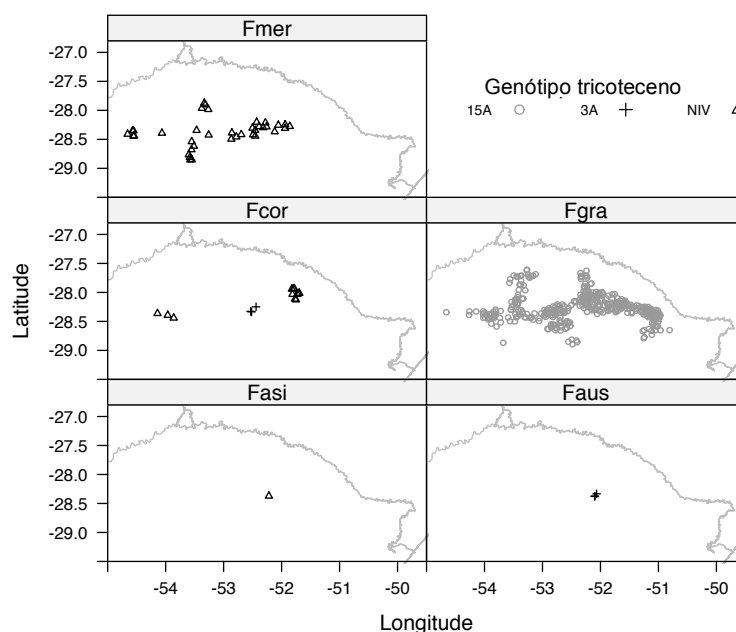 Fmer
Genótipo tricoteceno
15A 3A NIV
-27.0
-27.5
-28.0
-28.5
-29.0
Fcor
Fgra
-27.0
-27.5
-28.0
-28.5
-29.0
Latitude
Fasi
Faus
-27.0
-27.5
-28.0
-28.5
-29.0
-54 -53 -52 -51 -50
-54 -53 -52 -51 -50
Longitude